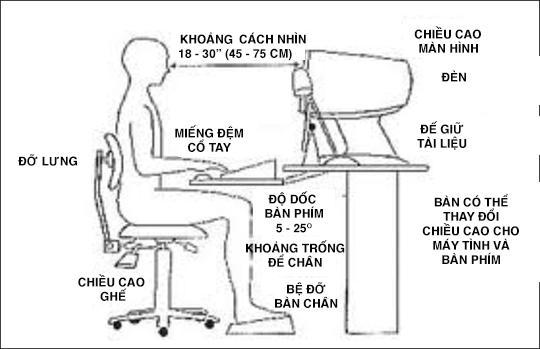 KHOẢNG CÁCH NHÌN
18 - 30" (45 - 75 CM)
CHIỀU CAO
MÀN HÌNH
ĐÈN
MIẾNG ĐỆM
CỔ TAY
ĐẾ GIỮ
TÀI LIỆU
ĐỠ LƯNG
ĐỘ DỐC
BÀN PHÍM
5 - 25°
BÀN CÓ THỂ
THAY ĐỔI
CHIỀU CAO CHO
MÁY TÍNH VÀ
BÀN PHÍM
KHOẢNG TRỐNG
ĐỂ CHÂN
CHIỀU CAO
GHẾ
BỆ ĐỠ
BÀN CHÂN